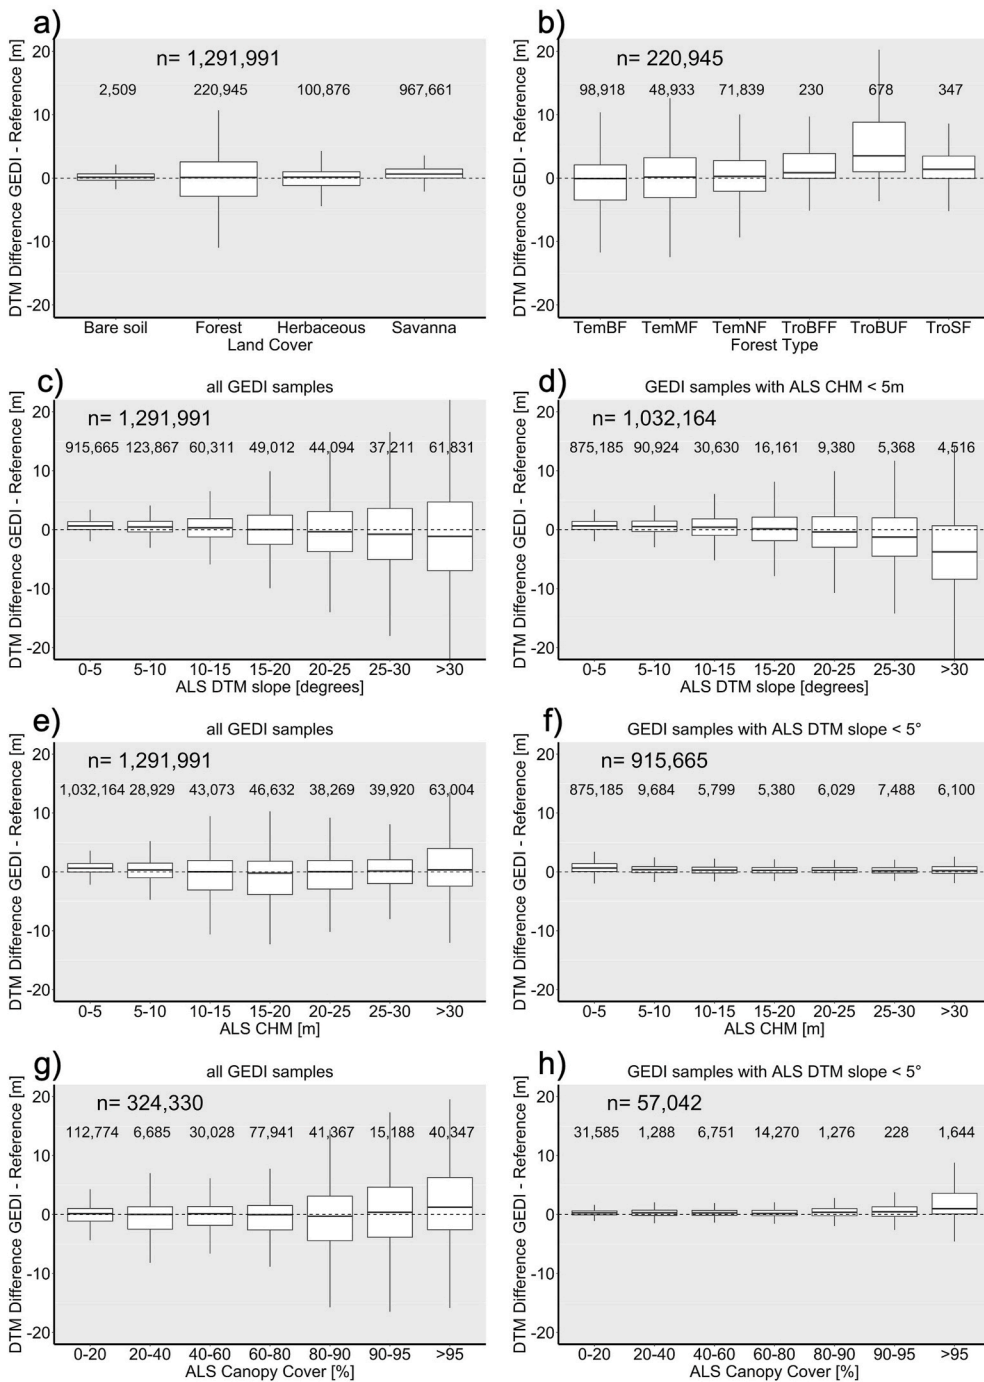 a)
DTM Difference GEDI - Reference [m]
20
10
0
-10
-20
n= 1,291,991
2,509 220,945 100,876 967,661
Bare soil Forest Herbaceous Savanna
Land Cover
b)
DTM Difference GEDI - Reference [m]
20
10
0
-10
-20
n= 220,945
98,918 48,933 71,839 230 678 347
TemBF TemMF TemNF TroBFF TroBUF TroSF
Forest Type
c)
all GEDI samples
DTM Difference GEDI - Reference [m]
20
10
0
-10
-20
n= 1,291,991
915,665 123,867 60,311 49,012 44,094 37,211 61,831
0-5 5-10 10-15 15-20 20-25 25-30 >30
ALS DTM slope [degrees]
d)
GEDI samples with ALS CHM < 5m
DTM Difference GEDI - Reference [m]
20
10
0
-10
-20
n= 1,032,164
875,185 90,924 30,630 16,161 9,380 5,368 4,516
0-5 5-10 10-15 15-20 20-25 25-30 >30
ALS DTM slope [degrees]
e)
all GEDI samples
DTM Difference GEDI - Reference [m]
20
10
0
-10
-20
n= 1,291,991
1,032,164 28,929 43,073 46,632 38,269 39,920 63,004
0-5 5-10 10-15 15-20 20-25 25-30 >30
ALS CHM [m]
f)
GEDI samples with ALS DTM slope < 5°
DTM Difference GEDI - Reference [m]
20
10
0
-10
-20
n= 915,665
875,185 9,684 5,799 5,380 6,029 7,488 6,100
0-5 5-10 10-15 15-20 20-25 25-30 >30
ALS CHM [m]
g)
all GEDI samples
DTM Difference GEDI - Reference [m]
20
10
0
-10
-20
n= 324,330
112,774 6,685 30,028 77,941 41,367 15,188 40,347
0-20 20-40 40-60 60-80 80-90 90-95 >95
ALS Canopy Cover [%]
h)
GEDI samples with ALS DTM slope < 5°
DTM Difference GEDI - Reference [m]
20
10
0
-10
-20
n= 57,042
31,585 1,288 6,751 14,270 1,276 228 1,644
0-20 20-40 40-60 60-80 80-90 90-95 >95
ALS Canopy Cover [%]